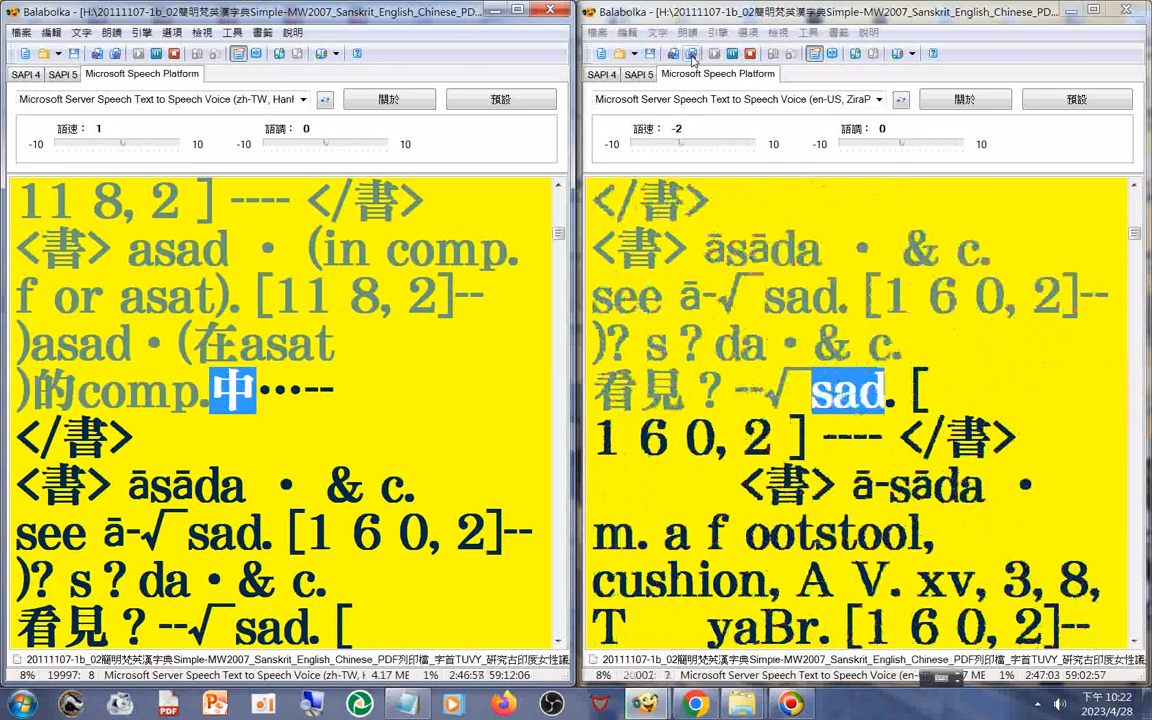 Balabolka - [H:\20111107-1b_02簡明梵英漢字典Simple-MW2007_Sanskrit_English_Chinese_PD...
檔案 編輯 文字 朗讀 引擎 選項 檢視 工具 書籤 說明
SAPI 4 SAPI 5 Microsoft Speech Platform
Microsoft Server Speech Text to Speech Voice (zh-TW, Hanl
關於
預設
語速： 1
語調： 0
-10 10 -10 10
11 8, 2 ] ---- </書>
<書> asad • (in comp.
f or asat). [11 8, 2]--
)asad•(在asat
)的comp.中•••--
</書>
<書> āsāda • & c.
see ā-√ sad. [1 6 0, 2]--
)? s？da•& c.
看見？--√ sad. [
20111107-1b_02簡明梵英漢字典Simple-MW2007_Sanskrit_English_Chinese_PDF列印檔_字首TUVY_研究古印度女性議
8% 19997: 8 Microsoft Server Speech Text to Speech Voice (zh-TW, H 4.17 ME 1% 2:46:53 59:12:06
Balabolka - [H:\20111107-1b_02簡明梵英漢字典Simple-MW2007_Sanskrit_English_Chinese_PDF...
檔案 編輯 文字 朗讀 引擎 選項 檢視 工具 書籤 說明
SAPI 4 SAPI 5 Microsoft Speech Platform
Microsoft Server Speech Text to Speech Voice (en-US, ZiraP
關於
預設
語速： -2
語調： 0
-10 10 -10 10
</書>
<書> āsāda • & c.
see ā-√ sad. [1 6 0, 2]--
)? s？da•& c.
看見？--√ sad. [
1 6 0, 2 ] ---- </書>
<書> ā-sāda •
m. a f ootstool,
cushion, A V. xv, 3, 8,
T yaBr. [1 6 0, 2]--
20111107-1b_02簡明梵英漢字典Simple-MW2007_Sanskrit_English_Chinese_PDF列印檔_字首TUVY_研究古印度女性議
8% Microsoft Server Speech Text to Speech Voice (en-U 1% 2:47:03 59:02:57
下午 10:22
2023/4/28